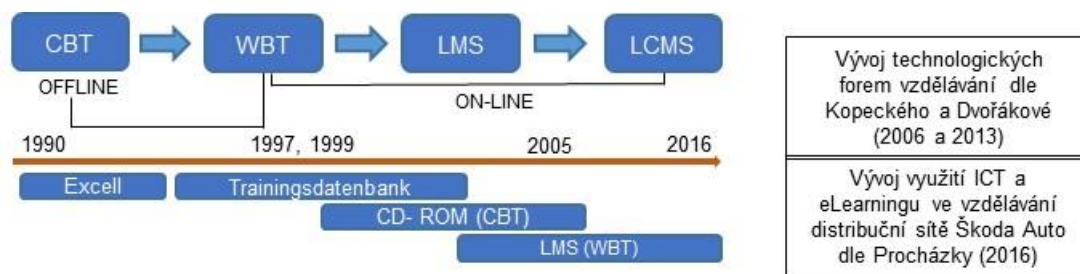 CBT WBT LMS LCMS
OFFLINE
ON-LINE
1990 1997, 1999 2005 2016
Excell Trainingsdatenbank
CD- ROM (CBT)
LMS (WBT)
Vývoj technologických
forem vzdělávání dle
Kopeckého a Dvořákové
(2006 a 2013)
Vývoj využití ICT a
eLearningu ve vzdělávání
distribuční sítě Škoda Auto
dle Procházky (2016)